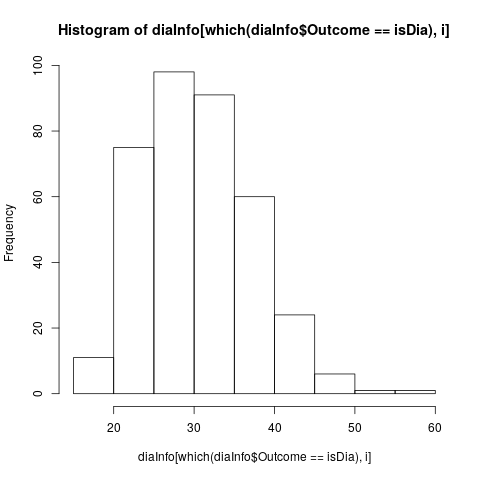 Histogram of diaInfo[which(diaInfo$Outcome == isDia), i]
Frequency
100
80
60
40
20
0
20 30 40 50 60
diaInfo[which(diaInfo$Outcome == isDia), i]